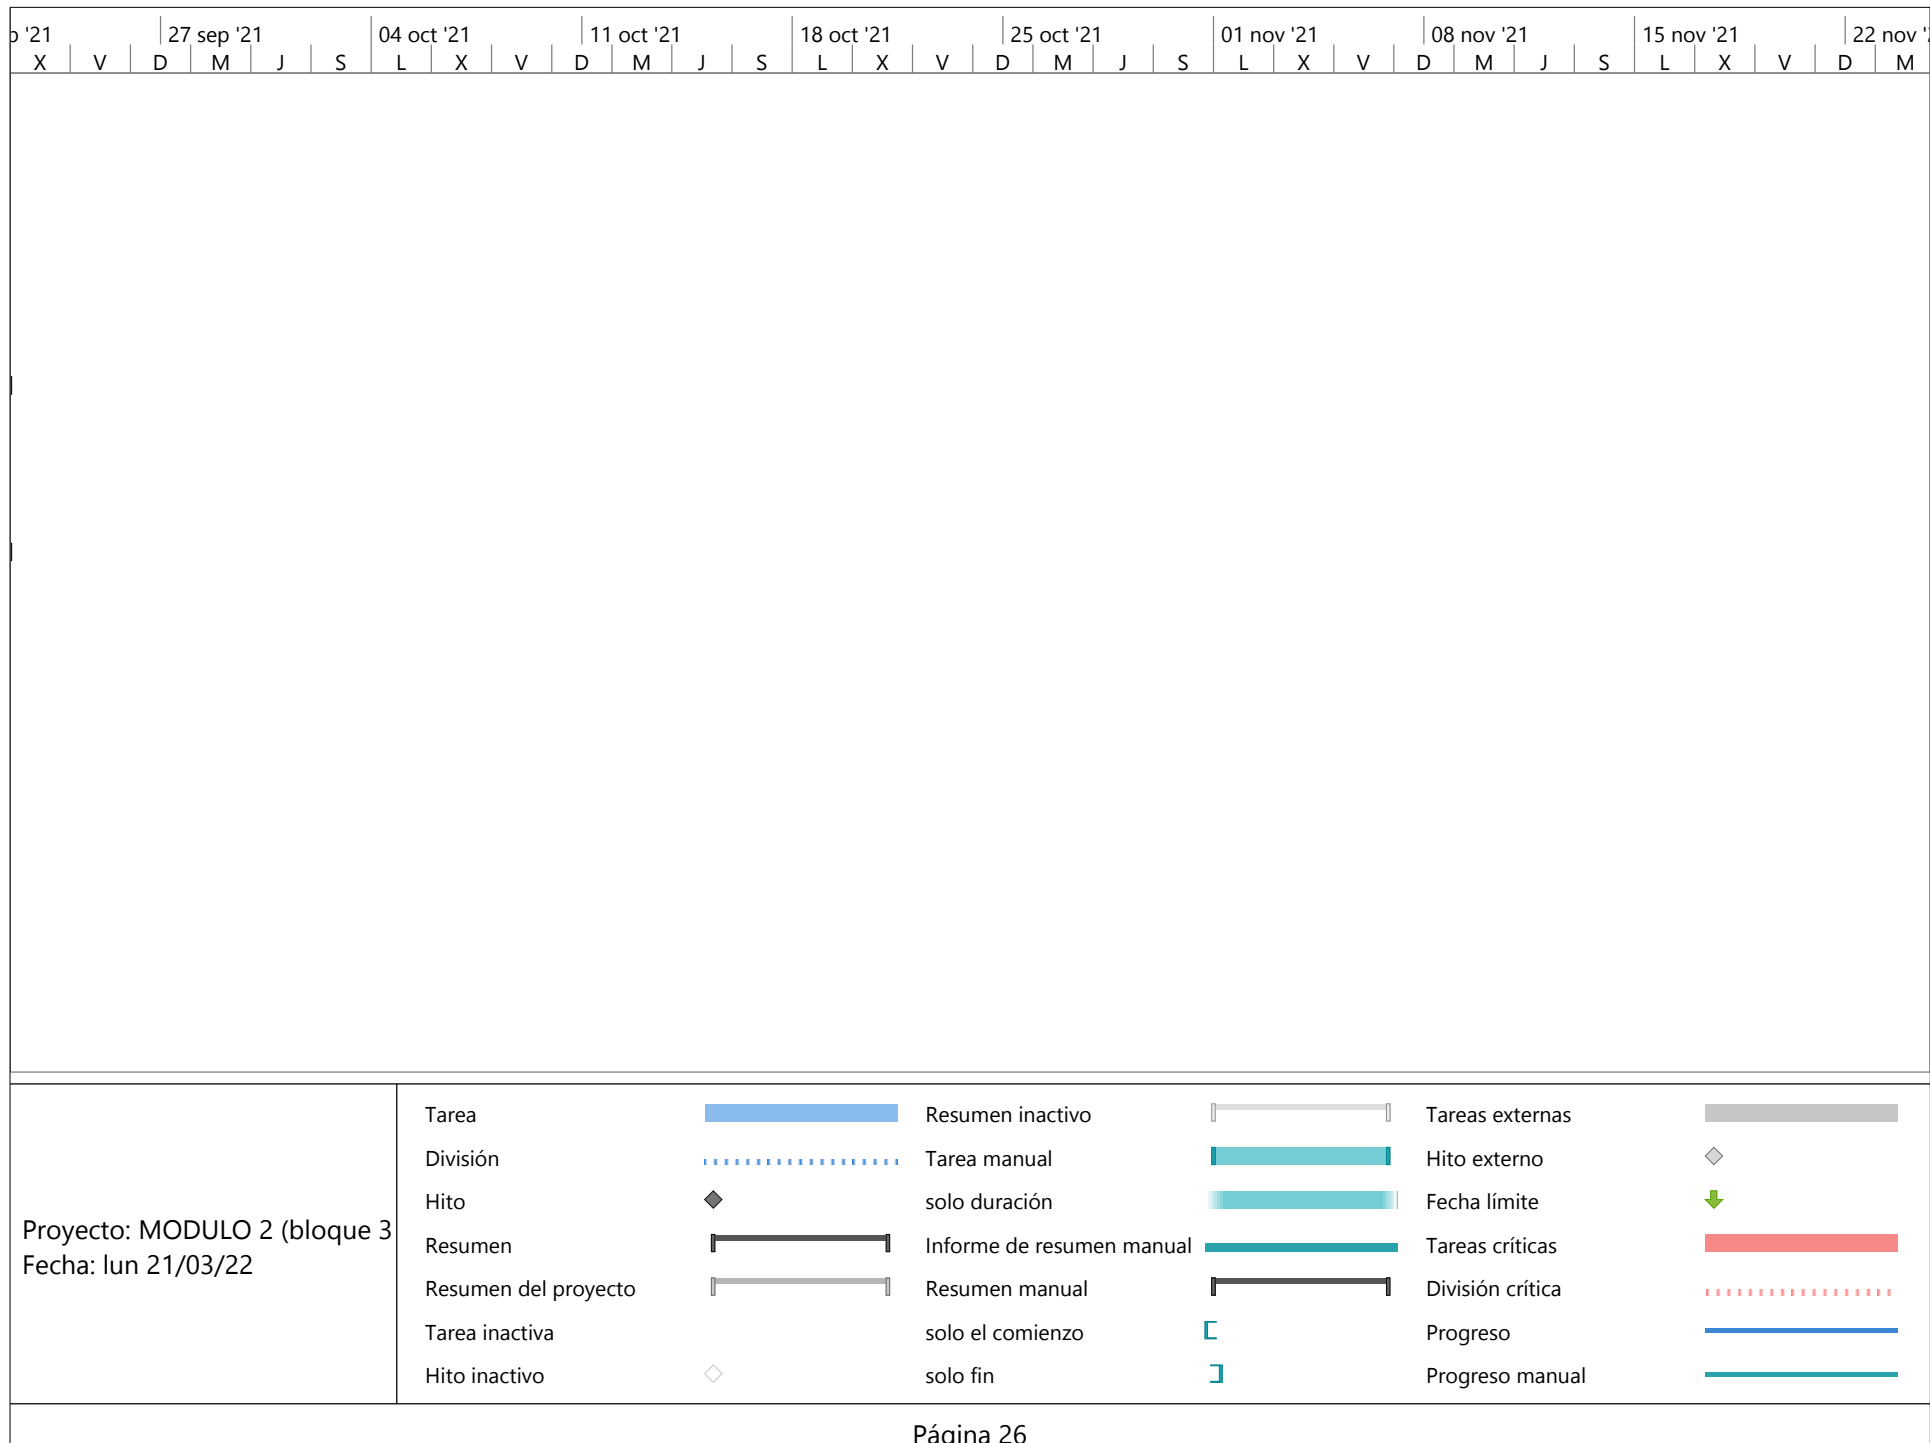 '21 27 sep '21 04 oct '21 11 oct '21 18 oct '21 25 oct '21 01 nov '21 08 nov '21 15 nov '21 22 nov
X V D M J S L X V D M J S L X V D M J S L X V D M J S L X V D M
Proyecto: MODULO 2 (bloque 3
Fecha: lun 21/03/22
Tarea
División
Hito
Resumen
Resumen del proyecto
Tarea inactiva
Hito inactivo
Resumen inactivo
Tarea manual
solo duración
Informe de resumen manual
Resumen manual
solo el comienzo
solo fin
Tareas externas
Hito externo
Fecha límite
Tareas críticas
División crítica
Progreso
Progreso manual
Página 26